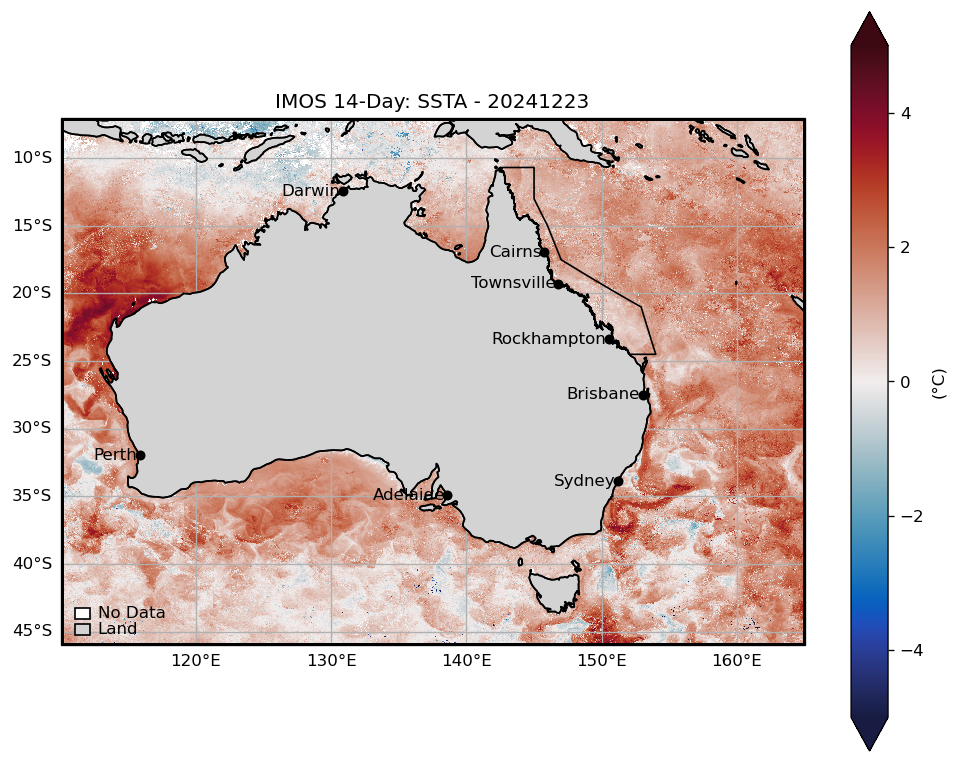 IMOS 14-Day: SSTA - 20241223
10°S
15°S
20°S
25°S
30°S
35°S
40°S
45°S
Darwin
Cairns
Townsville
Rockhampton
Brisbane
Perth
Sydney
Adelaide
No Data
Land
120°E
130°E
140°E
150°E
160°E
4
2
0
−2
−4
(°C)